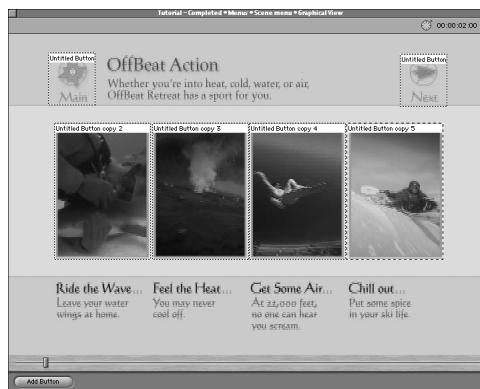 Tutorial – Completed • Menus • Scene menu • Graphical View
00:00:02:00
Untitled Button
Main
OffBeat Action
Whether you're into heat, cold, water, or air,
OffBeat Retreat has a sport for you.
Untitled Button
Next
Untitled Button copy 2
Untitled Button copy 3
Untitled Button copy 4
Untitled Button copy 5
Ride the Wave...
Leave your water
wings at home.
Feel the Heat...
You may never
cool off.
Get Some Air...
At 22,000 feet,
no one can hear
you scream.
Chill out...
Put some spice
in your ski life.
Add Button